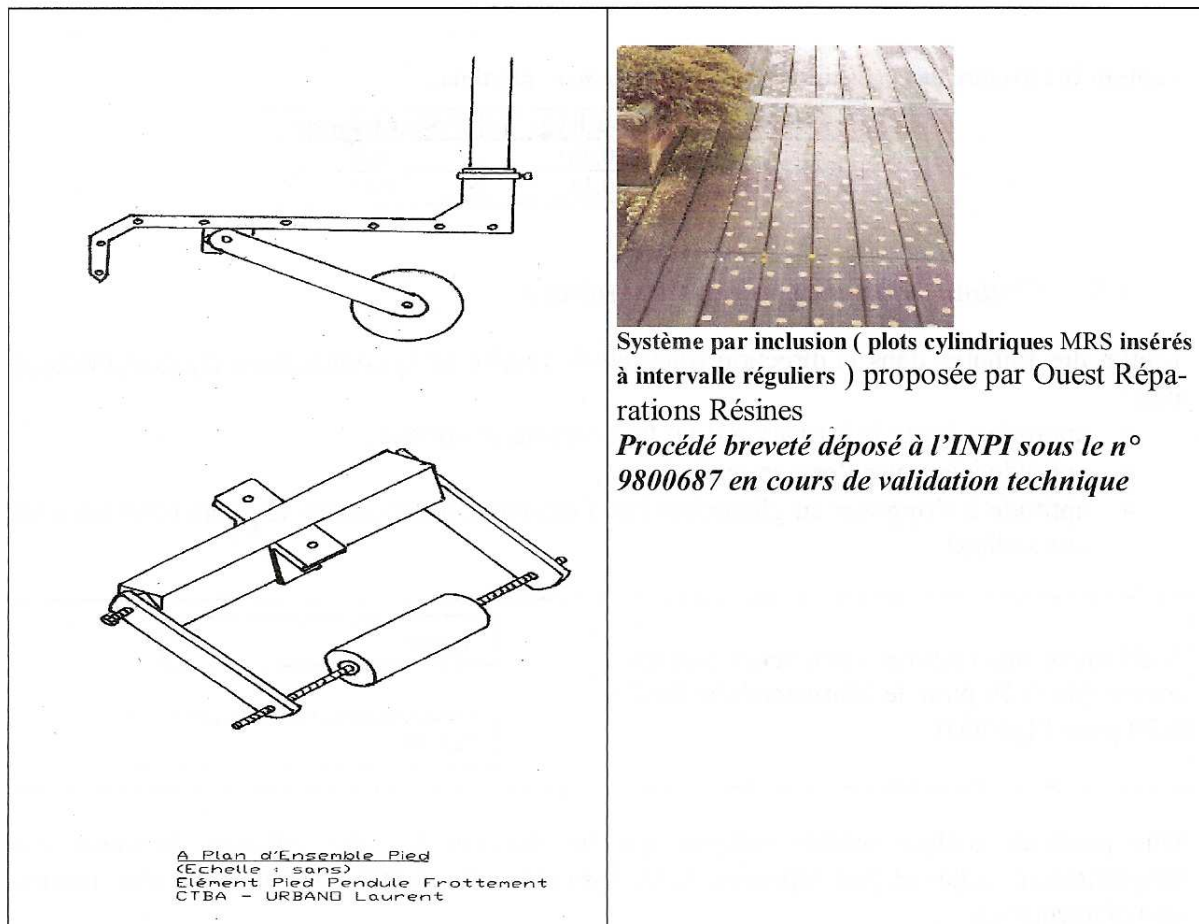 A Plan d'Ensemble Pied
(Echelle : sans)
Elément Pied Pendule Frottement
CTBA - URBANO Laurent
Système par inclusion ( plots cylindriques MRS insérés
à intervalle réguliers ) proposée par Ouest Répa-
rations Résines
Procédé breveté déposé à l'INPI sous le n°
9800687 en cours de validation technique